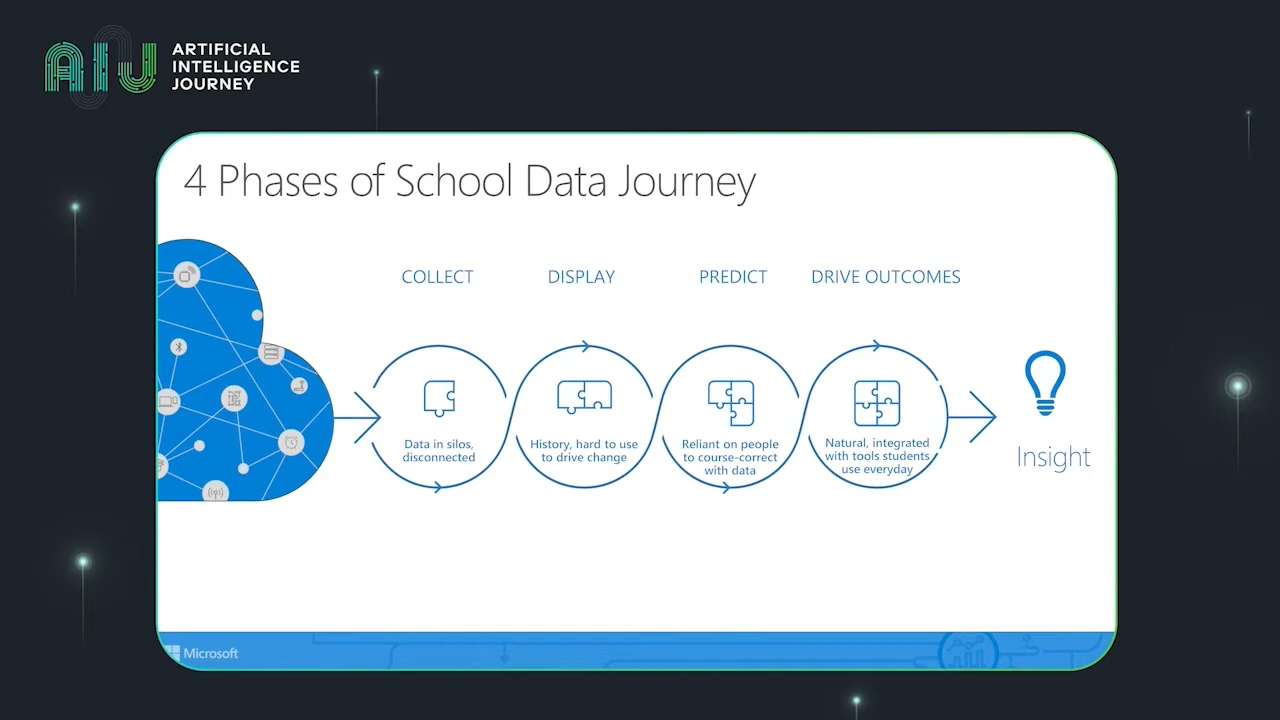 ARTIFICIAL
INTELLIGENCE
JOURNEY
4 Phases of School Data Journey
COLLECT
DISPLAY
PREDICT
DRIVE OUTCOMES
Data in silos,
disconnected
History, hard to use
to drive change
Reliant on people
to course-correct
with data
Natural, integrated
with tools students
use everyday
Insight
Microsoft